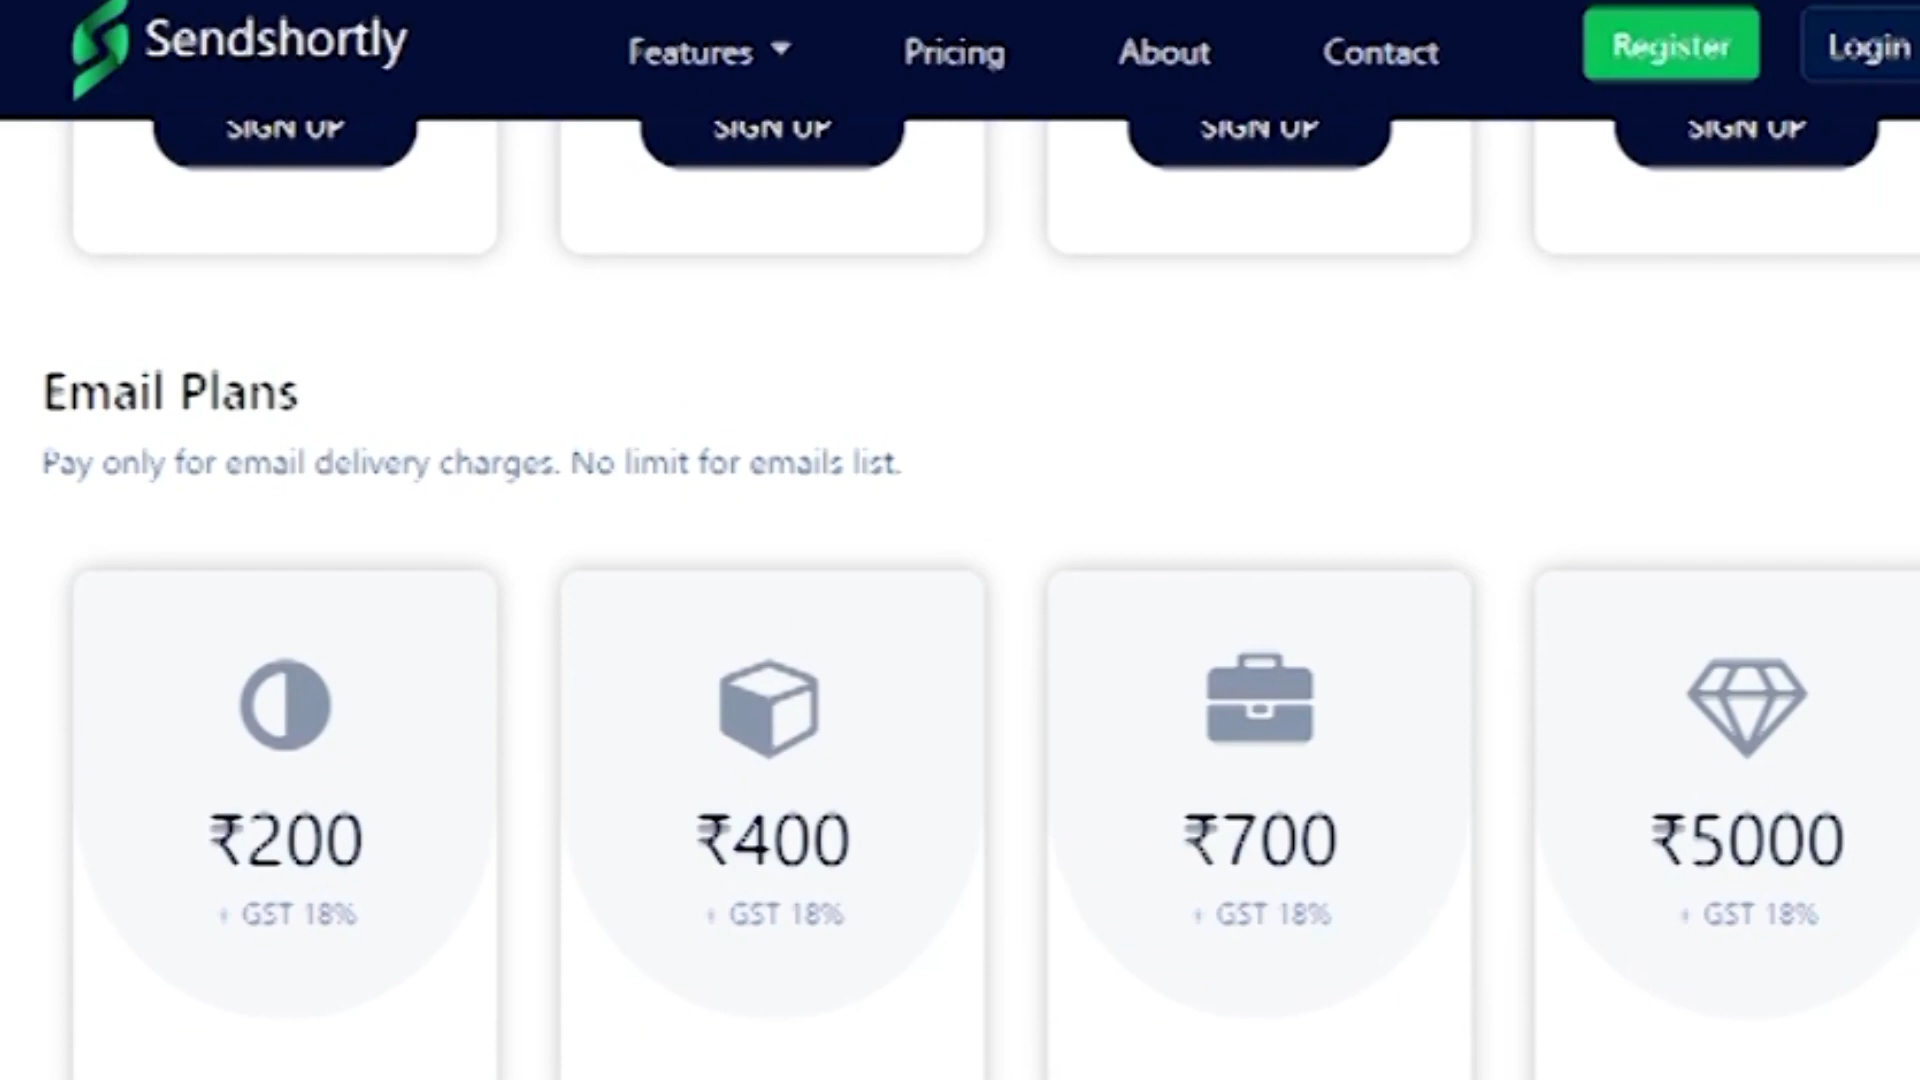 Sendshortly
Features Pricing About Contact Register Login
SIGN UP SIGN UP SIGN UP SIGN UP
Email Plans
Pay only for email delivery charges. No limit for emails list.
₹200 ₹400 ₹700 ₹5000
+ GST 18% + GST 18% + GST 18% + GST 18%